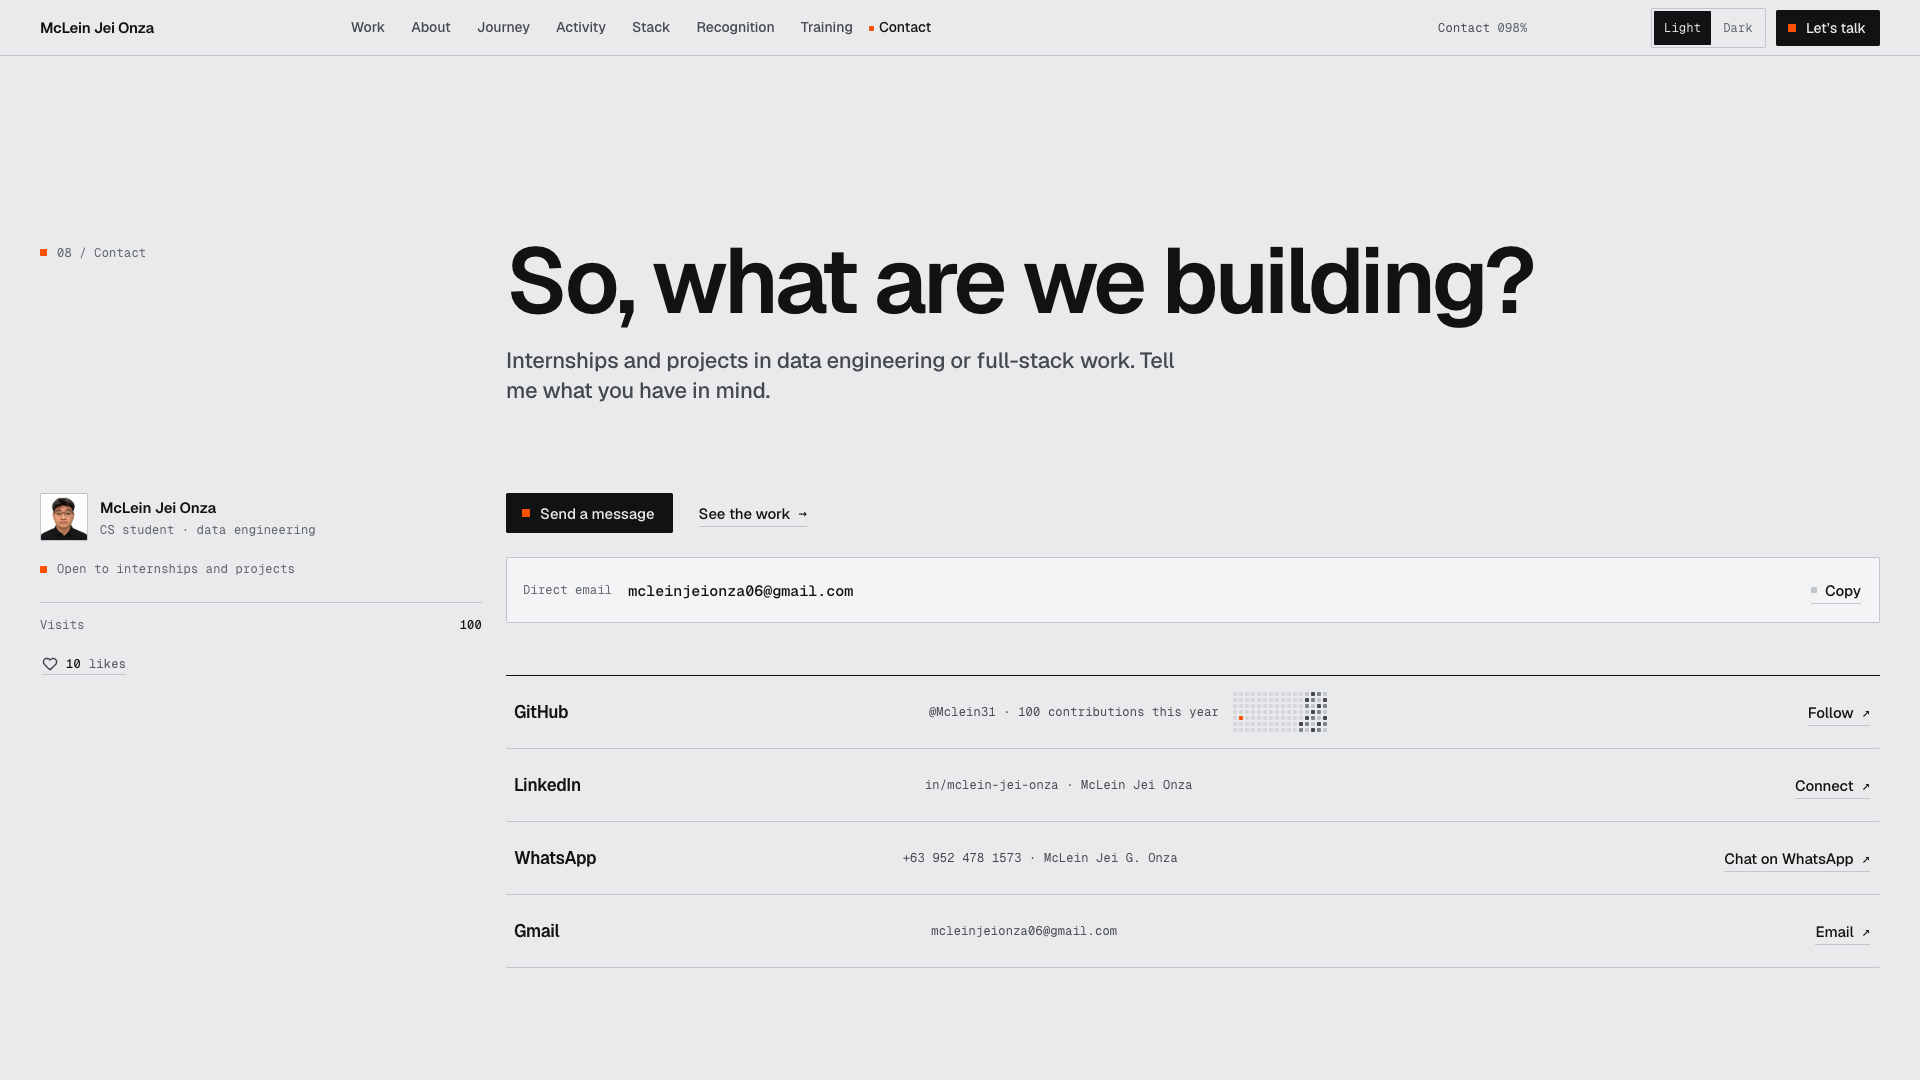 McLein Jei Onza
Work About Journey Activity Stack Recognition Training Contact
Contact 098%
Light Dark
Let's talk
08 / Contact
So, what are we building?
Internships and projects in data engineering or full-stack work. Tell
me what you have in mind.
McLein Jei Onza
CS student · data engineering
Open to internships and projects
Visits 100
10 likes
Send a message
See the work →
Direct email mcleinjeionza06@gmail.com Copy
GitHub @Mclein31 · 100 contributions this year Follow ↗
LinkedIn in/mclein-jei-onza · McLein Jei Onza Connect ↗
WhatsApp +63 952 478 1573 · McLein Jei G. Onza Chat on WhatsApp ↗
Gmail mcleinjeionza06@gmail.com Email ↗